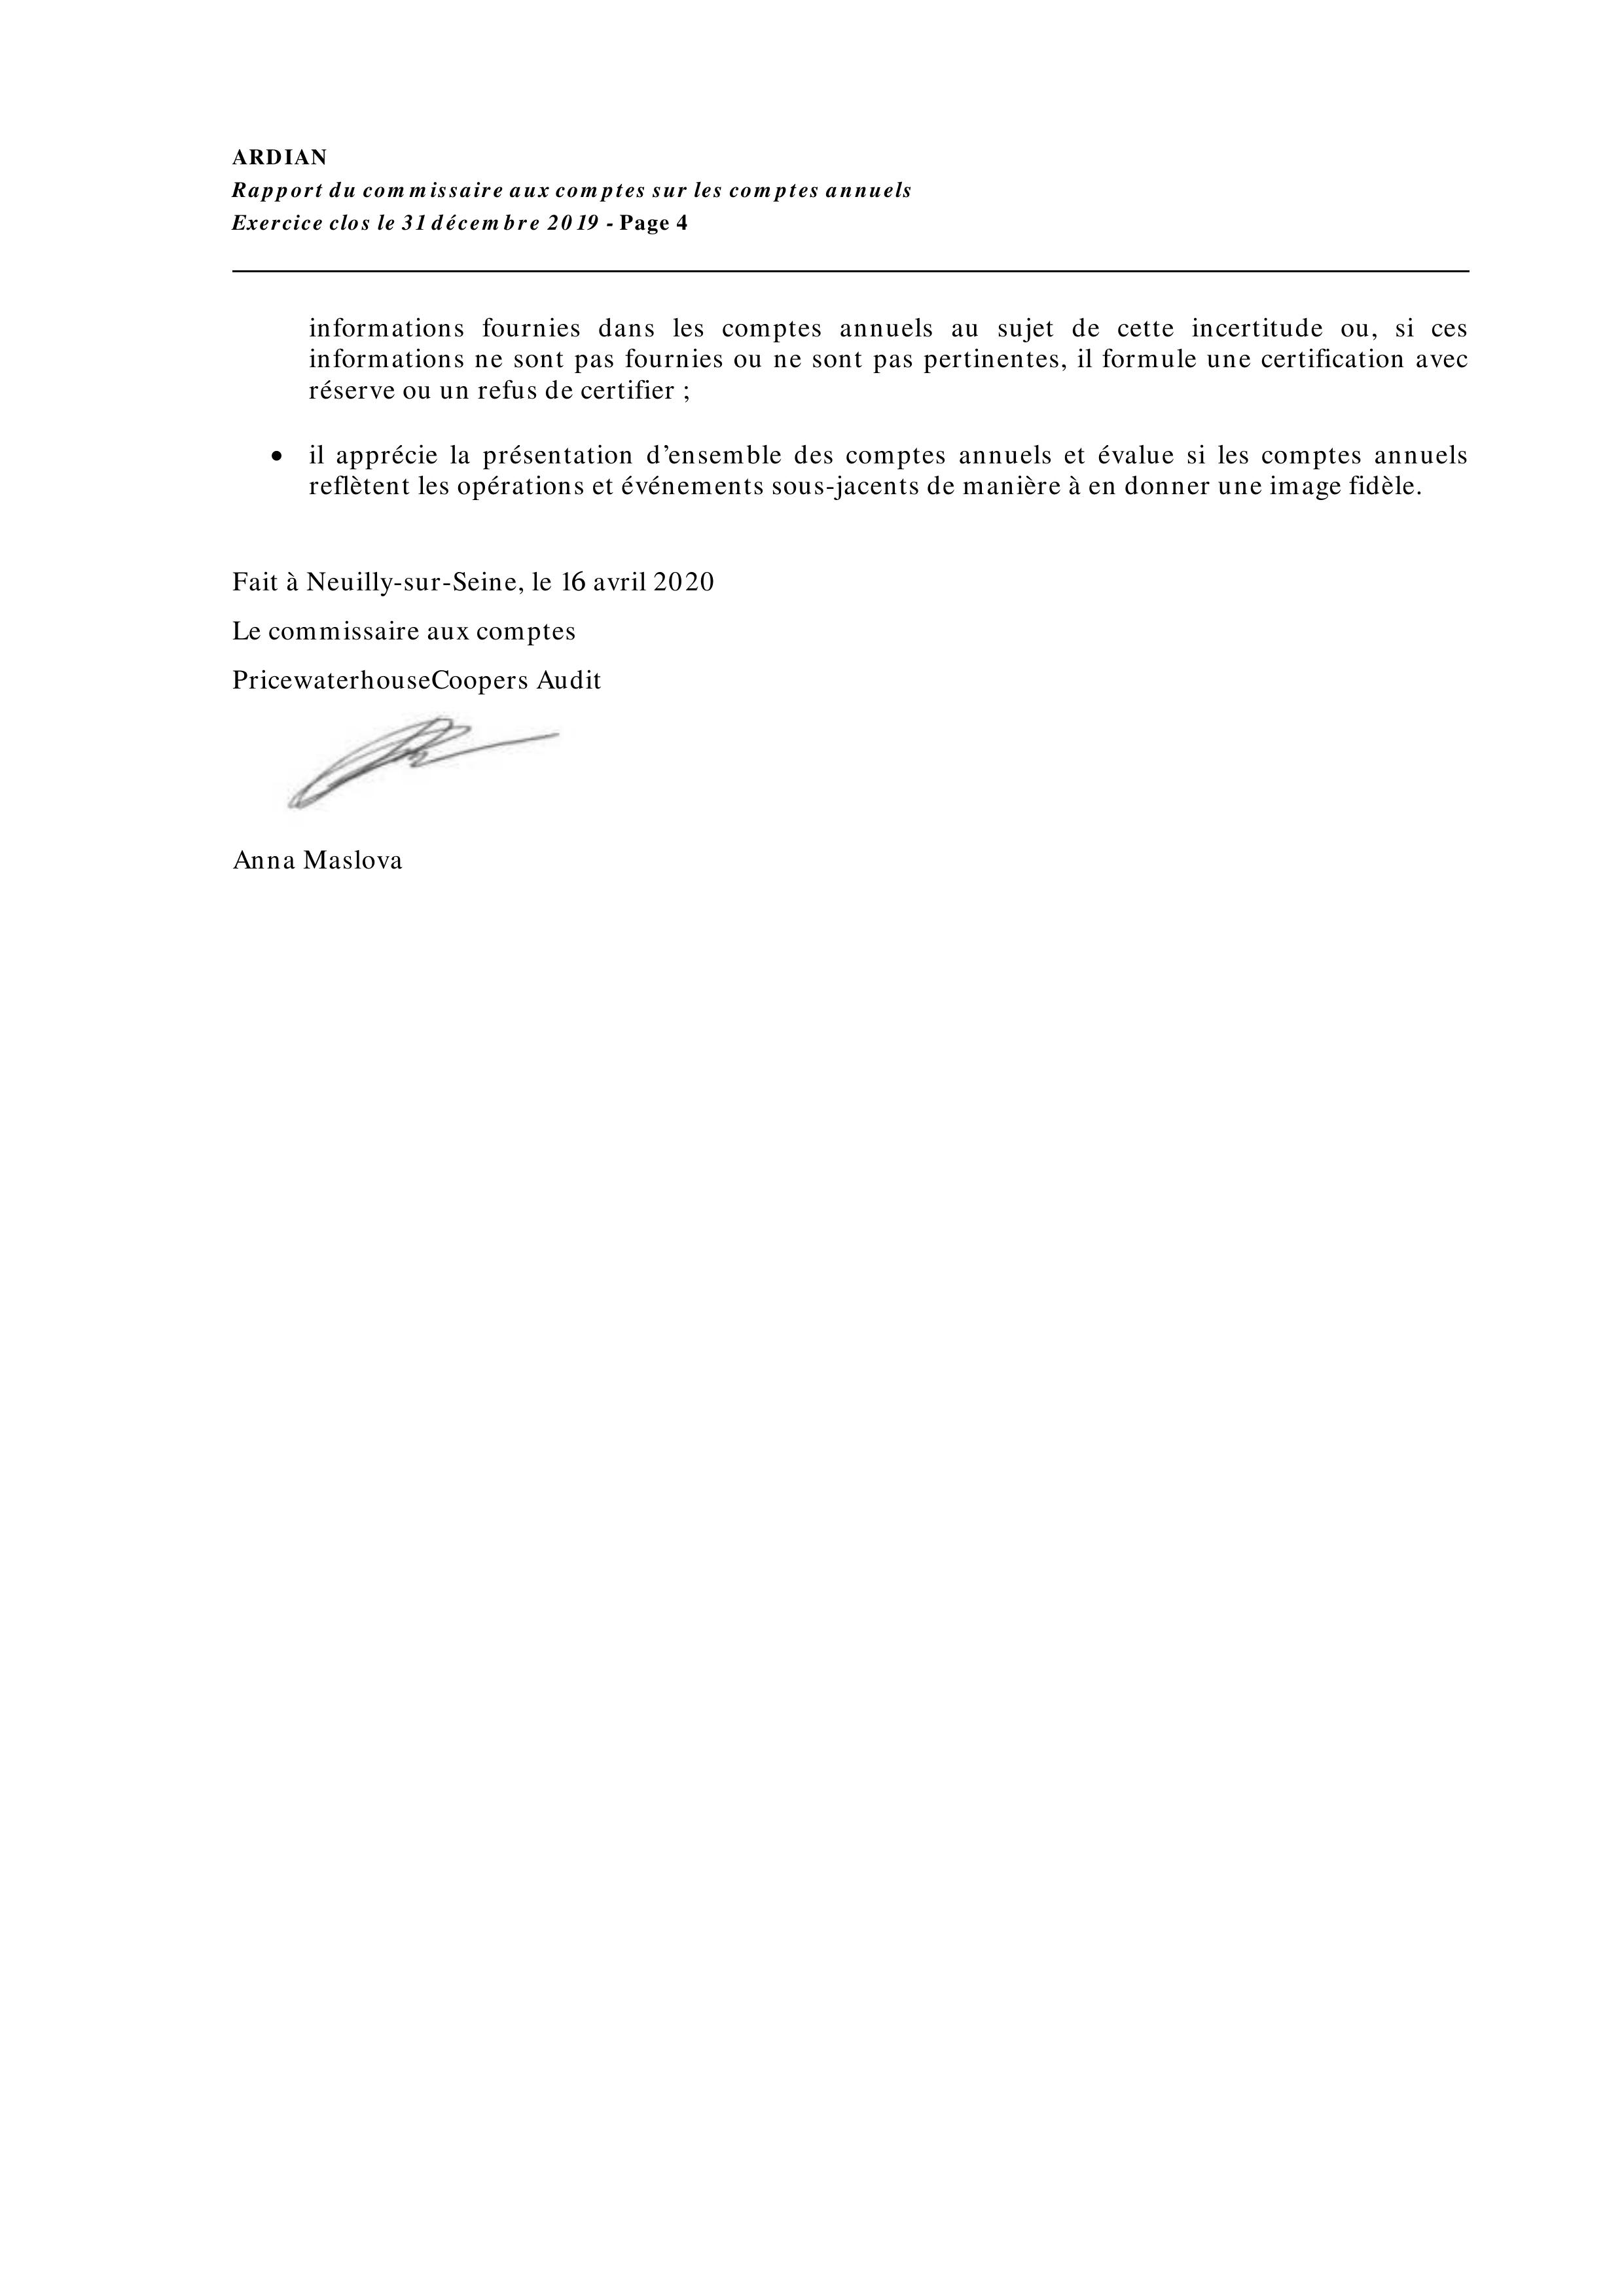 ARDIAN
Rapport du commissaire aux comptes sur les comptes annuels
Exercice clos le 31 décembre 2019 - Page 4
informations fournies dans les comptes annuels au sujet de cette incertitude ou, si ces
informations ne sont pas fournies ou ne sont pas pertinentes, il formule une certification avec
réserve ou un refus de certifier ;
• il apprécie la présentation d’ensemble des comptes annuels et évalue si les comptes annuels
reflètent les opérations et événements sous-jacents de manière à en donner une image fidèle.
Fait à Neuilly-sur-Seine, le 16 avril 2020
Le commissaire aux comptes
PricewaterhouseCoopers Audit
Anna Maslova